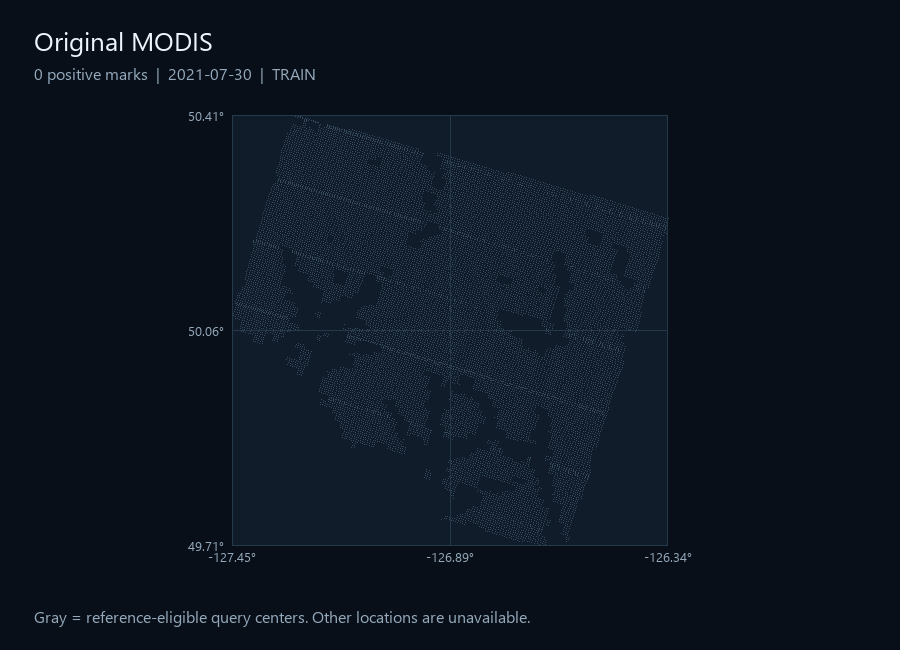 Original MODIS
0 positive marks | 2021-07-30 | TRAIN
50.41°
50.06°
49.71°
-127.45° -126.89° -126.34°
Gray = reference-eligible query centers. Other locations are unavailable.